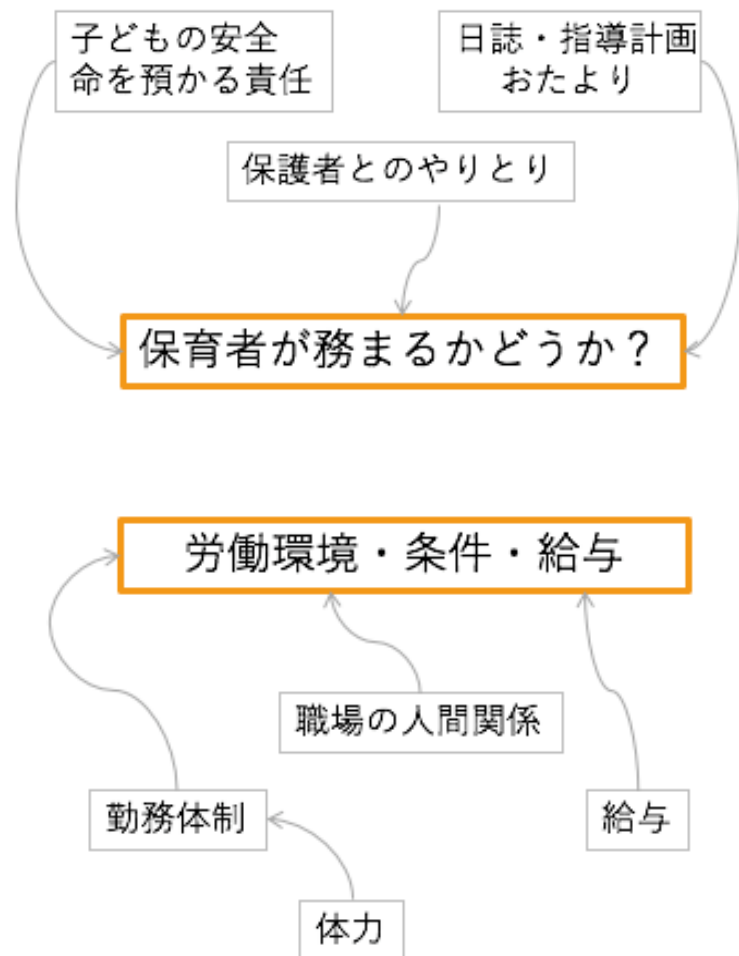 子どもの安全
命を預かる責任
日誌・指導計画
おたより
保護者とのやりとり
保育者が務まるかどうか？
労働環境・条件・給与
職場の人間関係
勤務体制
給与
体力